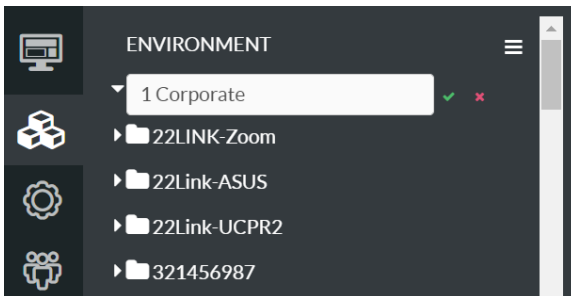 ENVIRONMENT
1 Corporate
22LINK-Zoom
22Link-ASUS
22Link-UCPR2
321456987